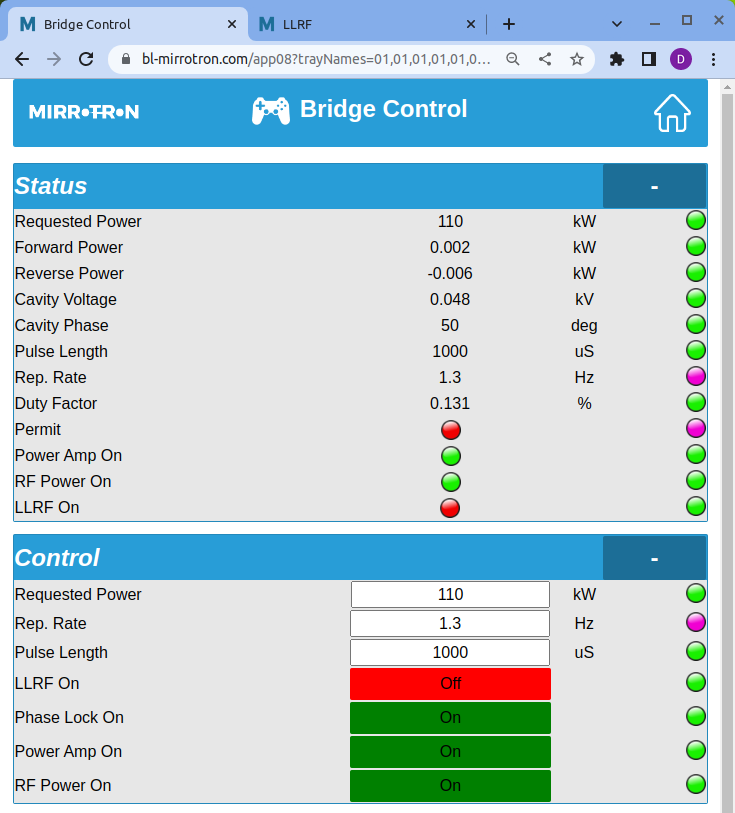 Bridge Control
LLRF
bl-mirrotron.com/app08?trayNames=01,01,01,01,01,0...
D
MIRROTRON
Bridge Control
Status -
Requested Power 110 kW
Forward Power 0.002 kW
Reverse Power -0.006 kW
Cavity Voltage 0.048 kV
Cavity Phase 50 deg
Pulse Length 1000 uS
Rep. Rate 1.3 Hz
Duty Factor 0.131 %
Permit
Power Amp On
RF Power On
LLRF On
Control -
Requested Power 110 kW
Rep. Rate 1.3 Hz
Pulse Length 1000 uS
LLRF On Off
Phase Lock On On
Power Amp On On
RF Power On On